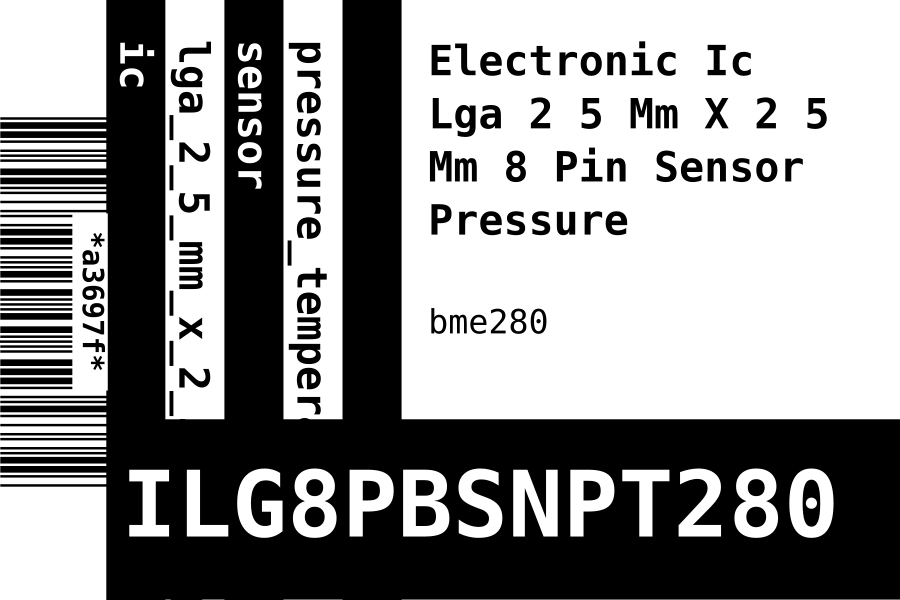 *a3697f*
ic
lga_2_5_mm_x_2_
sensor
pressure_temper
Electronic Ic
Lga 2 5 Mm X 2 5
Mm 8 Pin Sensor
Pressure
bme280
ILG8PBSNPT280